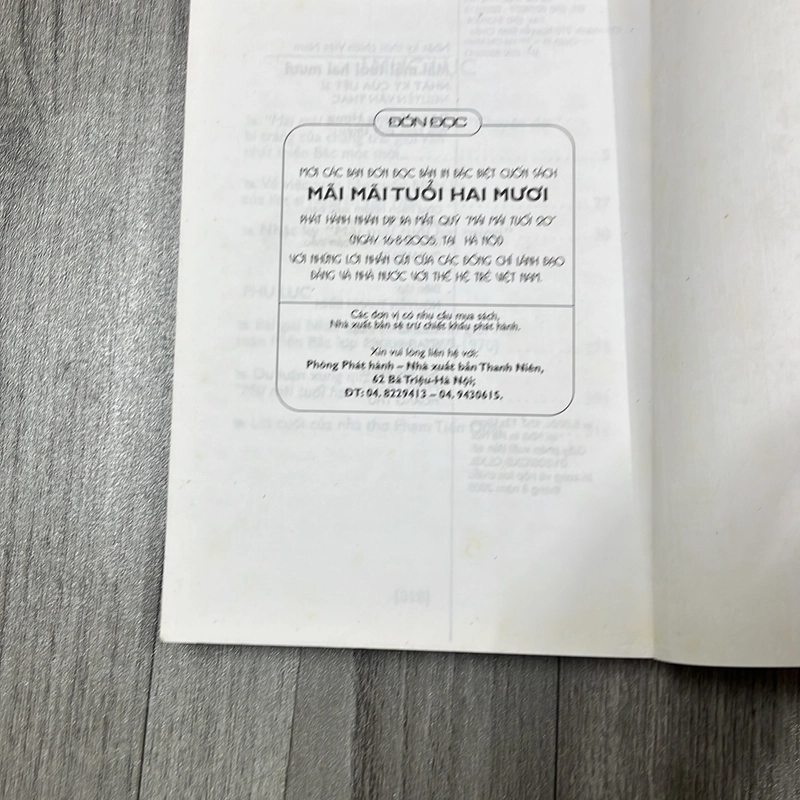 ĐÓN ĐỌC
MỜI CÁC BẠN ĐÓN ĐỌC BẢN IN ĐẶC BIỆT CUỐN SÁCH
MÃI MÃI TUỔI HAI MƯƠI
PHÁT HÀNH NHÂN DỊP RA MẮT QUỸ "MÃI MÃI TUỔI 20"
(NGÀY 16-8-2005, TẠI HÀ NỘI)
VỚI NHỮNG LỜI NHẮN GỬI CỦA CÁC ĐỒNG CHÍ LÃNH ĐẠO
ĐẢNG VÀ NHÀ NƯỚC VỚI THẾ HỆ TRẺ VIỆT NAM.
Các đơn vị có nhu cầu mua sách,
Nhà xuất bản sẽ trừ chiết khấu phát hành.
Xin vui lòng liên hệ với:
Phòng Phát hành – Nhà xuất bản Thanh Niên,
62 Bà Triệu-Hà Nội;
ĐT: 04. 8229413 – 04. 9430615.